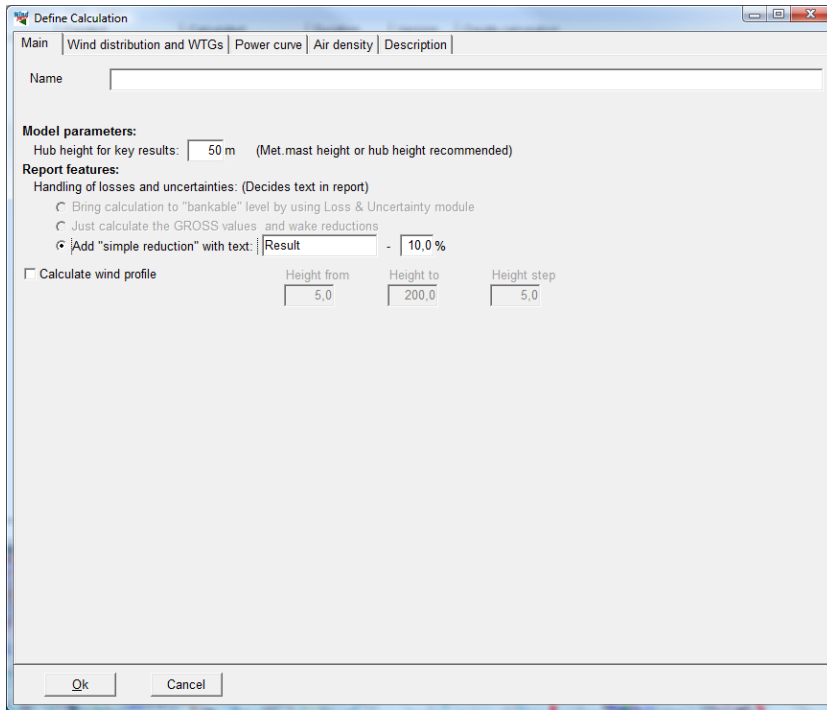 Define Calculation
Main Wind distribution and WTGs Power curve Air density Description
Name
Model parameters:
Hub height for key results: 50 m (Met.mast height or hub height recommended)
Report features:
Handling of losses and uncertainties: (Decides text in report)
Bring calculation to "bankable" level by using Loss & Uncertainty module
Just calculate the GROSS values and wake reductions
Add "simple reduction" with text: Result - 10,0 %
Calculate wind profile Height from Height to Height step
5,0 200,0 5,0
Ok Cancel